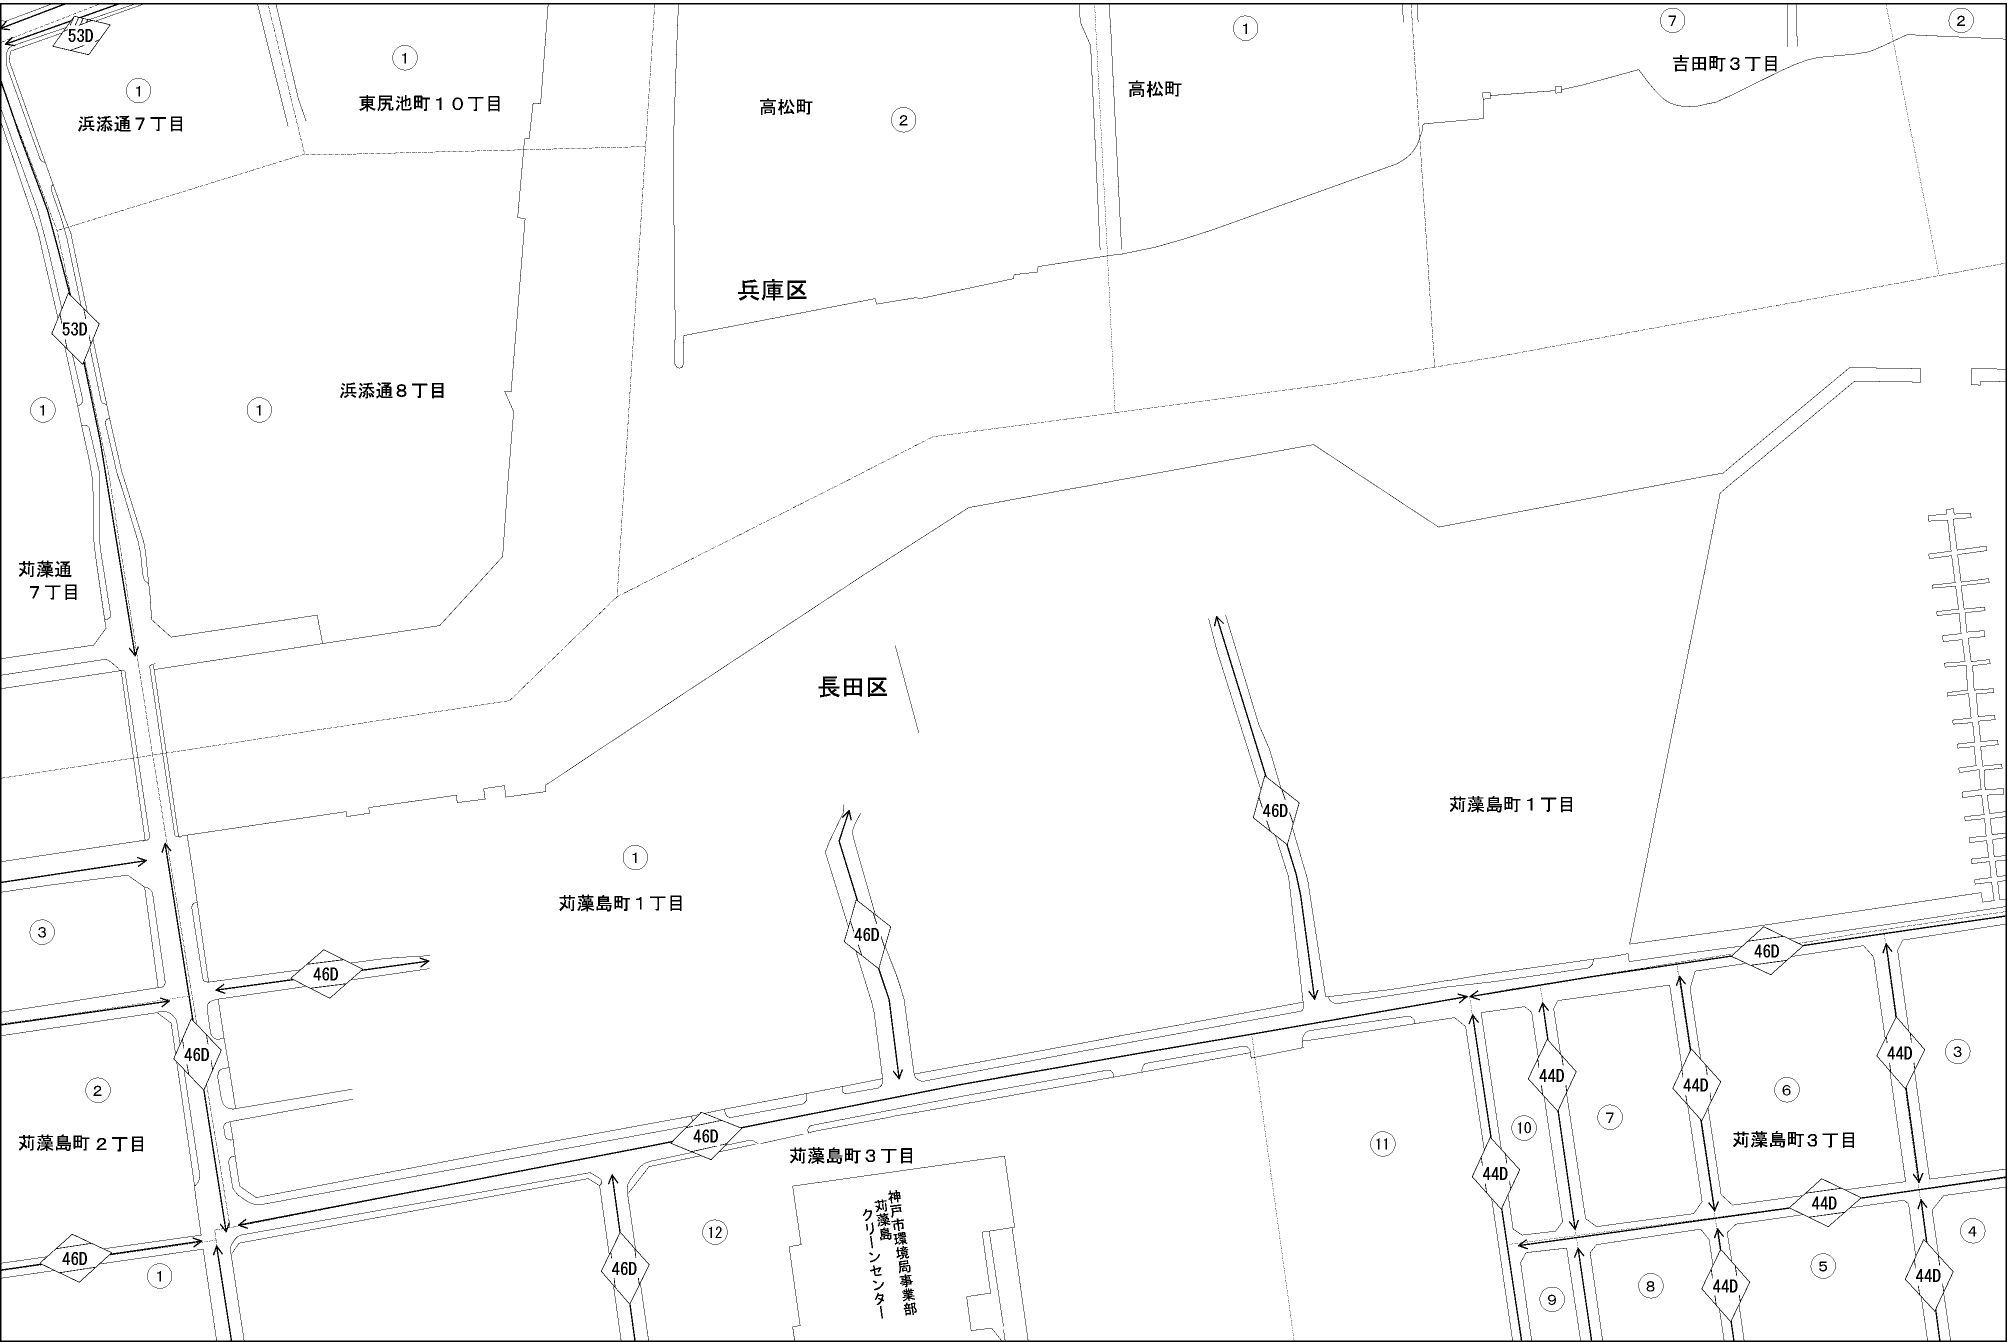 53D
①
①
⑦
②
吉田町３丁目
高松町
①
東尻池町１０丁目
高松町
②
浜添通７丁目
兵庫区
53D
浜添通８丁目
①
①
苅藻通
７丁目
長田区
46D
苅藻島町１丁目
①
苅藻島町１丁目
③
46D
46D
46D
46D
44D
③
44D
44D
⑥
②
⑦
⑩
苅藻島町２丁目
46D
苅藻島町３丁目
⑪
苅藻島町３丁目
44D
44D
神戸市環境局事業部
苅藻島
クリーンセンター
⑫
④
46D
①
46D
⑤
44D
44D
⑧
⑨